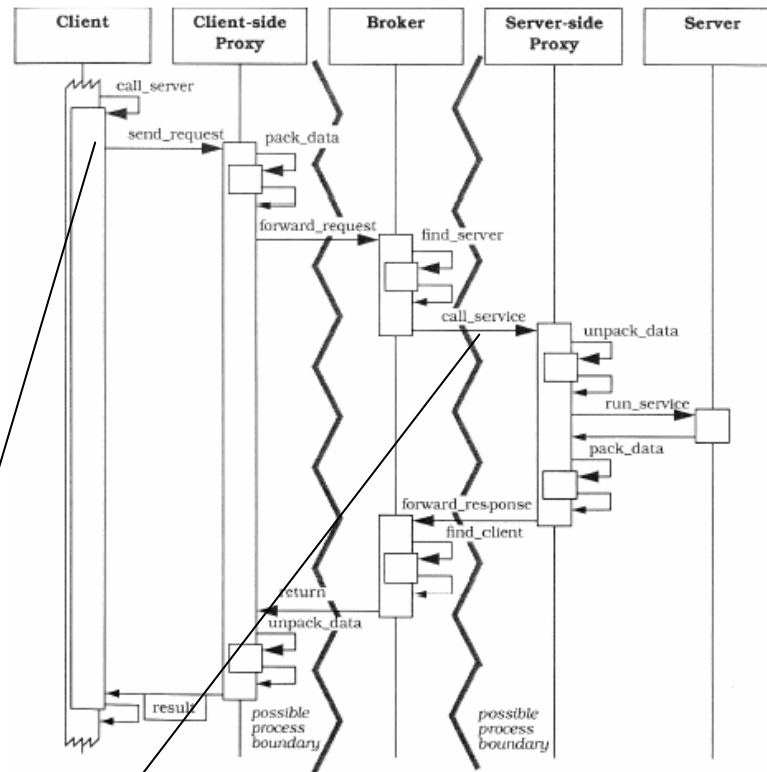 Client
Client-side
Proxy
Broker
Server-side
Proxy
Server
call_server
send_request
pack_data
forward_request
find_server
call_service
unpack_data
run_service
pack_data
forward_response
find_client
return
unpack_data
result
possible
process
boundary
possible
process
boundary